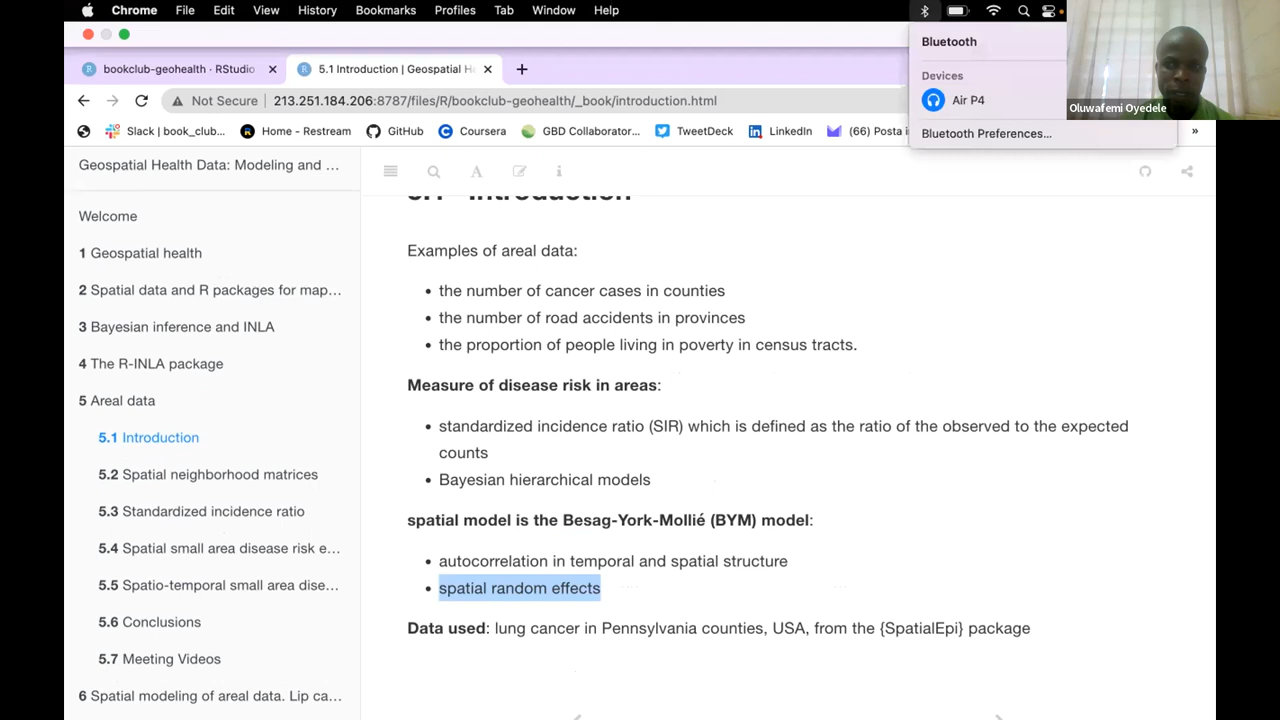 Chrome File Edit View History Bookmarks Profiles Tab Window Help
Bluetooth
Devices
Air P4
Bluetooth Preferences...
Oluwafemi Oyedele
bookclub-geohealth · RStudio
5.1 Introduction | Geospatial H
Not Secure 213.251.184.206:8787/files/R/bookclub-geohealth/_book/introduction.html
Slack | book_club... Home - Restream GitHub Coursera GBD Collaborator... TweetDeck LinkedIn (66) Posta i
Geospatial Health Data: Modeling and ...
Welcome
1 Geospatial health
2 Spatial data and R packages for map...
3 Bayesian inference and INLA
4 The R-INLA package
5 Areal data
5.1 Introduction
5.2 Spatial neighborhood matrices
5.3 Standardized incidence ratio
5.4 Spatial small area disease risk e...
5.5 Spatio-temporal small area dise...
5.6 Conclusions
5.7 Meeting Videos
6 Spatial modeling of areal data. Lip ca...
5.1 Introduction
Examples of areal data:
• the number of cancer cases in counties
• the number of road accidents in provinces
• the proportion of people living in poverty in census tracts.
Measure of disease risk in areas:
• standardized incidence ratio (SIR) which is defined as the ratio of the observed to the expected
counts
• Bayesian hierarchical models
spatial model is the Besag-York-Mollié (BYM) model:
• autocorrelation in temporal and spatial structure
• spatial random effects
Data used: lung cancer in Pennsylvania counties, USA, from the {SpatialEpi} package